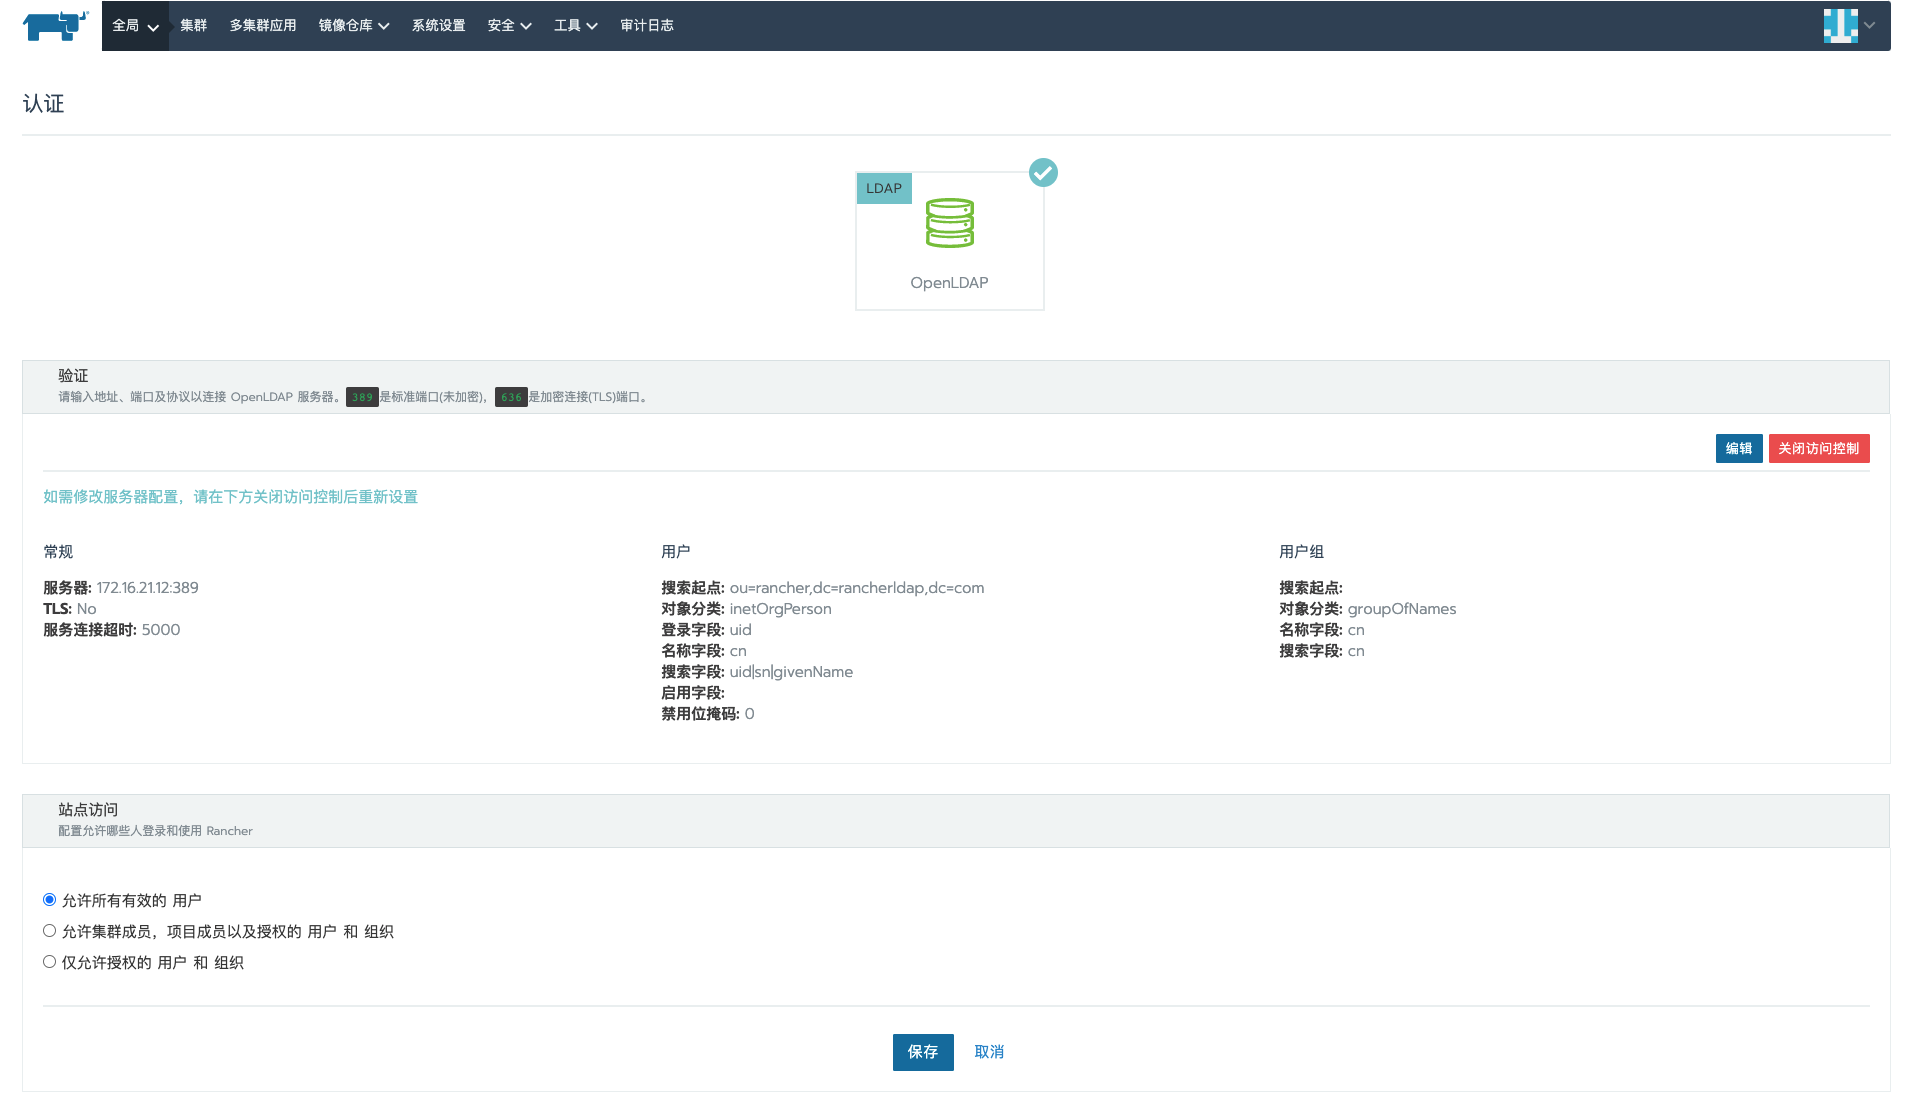 全局 集群 多集群应用 镜像仓库 系统设置 安全 工具 审计日志
认证
LDAP
OpenLDAP
验证
请输入地址、端口及协议以连接 OpenLDAP 服务器。389是标准端口(未加密)，636是加密连接(TLS)端口。
编辑 关闭访问控制
如需修改服务器配置，请在下方关闭访问控制后重新设置
常规
服务器: 172.16.21.12:389
TLS: No
服务连接超时: 5000
用户
搜索起点: ou=rancher,dc=rancherldap,dc=com
对象分类: inetOrgPerson
登录字段: uid
名称字段: cn
搜索字段: uid|sn|givenName
启用字段:
禁用位掩码: 0
用户组
搜索起点:
对象分类: groupOfNames
名称字段: cn
搜索字段: cn
站点访问
配置允许哪些人登录和使用 Rancher
允许所有有效的 用户
允许集群成员，项目成员以及授权的 用户 和 组织
仅允许授权的 用户 和 组织
保存 取消